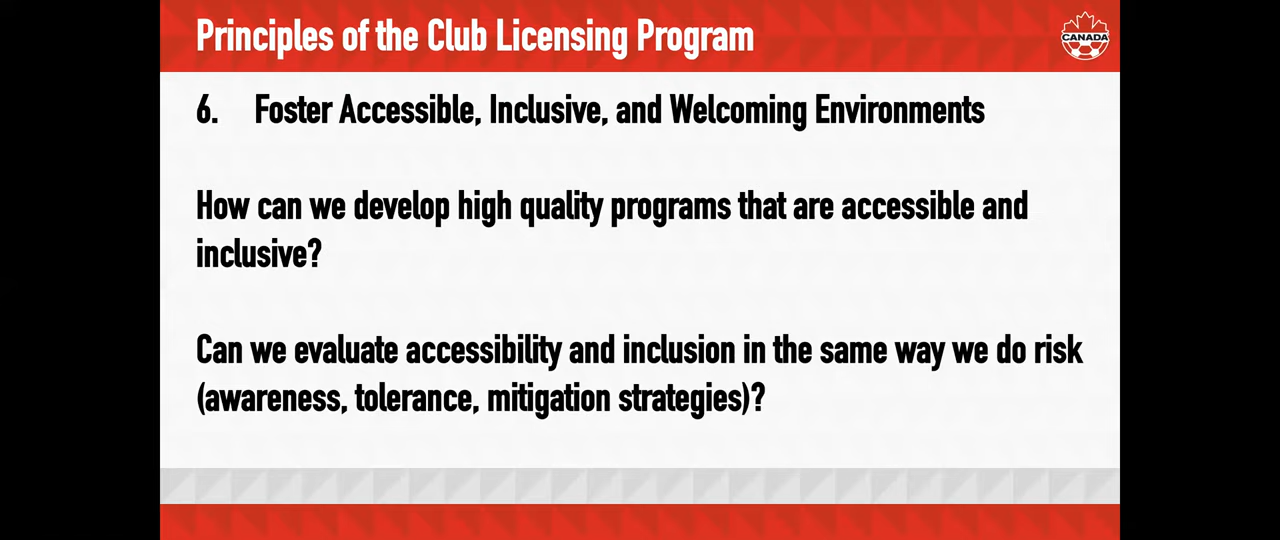 Principles of the Club Licensing Program
CANADA
6. Foster Accessible, Inclusive, and Welcoming Environments
How can we develop high quality programs that are accessible and
inclusive?
Can we evaluate accessibility and inclusion in the same way we do risk
(awareness, tolerance, mitigation strategies)?